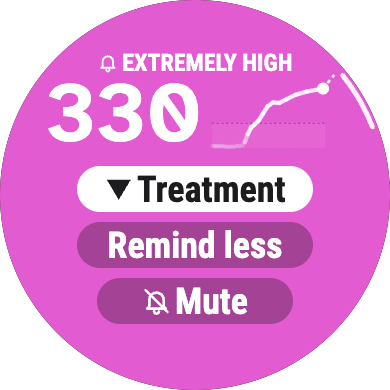 EXTREMELY HIGH
330
Treatment
Remind less
Mute